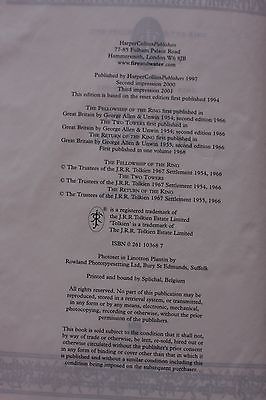 HarperCollinsPublishers
77-85 Fulham Palace Road
Hammersmith, London W6 8JB
www.fireandwater.com
Published by HarperCollinsPublishers 1997
Second impression 2000
Third impression 2001
This edition is based on the reset edition first published 1994
The Fellowship of the Ring first published in
Great Britain by George Allen & Unwin 1954, second edition 1966
The Two Towers first published in
Great Britain by George Allen & Unwin 1954, second edition 1966
The Return of the King first published in
Great Britain by George Allen & Unwin 1955, second edition 1966
First published in one volume 1968
The Fellowship of the Ring
© The Trustees of the J.R.R. Tolkien 1967 Settlement 1954, 1966
The Two Towers
© The Trustees of the J.R.R. Tolkien 1967 Settlement 1954, 1966
The Return of the King
© The Trustees of the J.R.R. Tolkien 1967 Settlement 1955, 1966
® is a registered trademark of
the J.R.R. Tolkien Estate Limited
'Tolkien' is a trademark of
The J.R.R. Tolkien Estate Limited
ISBN 0 261 10368 7
Photoset in Linotron Plantin by
Rowland Phototypesetting Ltd, Bury St Edmunds, Suffolk
Printed and bound by Splichal, Belgium
All rights reserved. No part of this publication may be
reproduced, stored in a retrieval system, or transmitted,
in any form or by any means, electronic, mechanical,
photocopying, recording or otherwise, without the prior
permission of the publishers.
This book is sold subject to the condition that it shall not,
by way of trade or otherwise, be lent, re-sold, hired out or
otherwise circulated without the publisher's prior consent
in any form of binding or cover other than that in which it
is published and without a similar condition including this
condition being imposed on the subsequent purchaser.